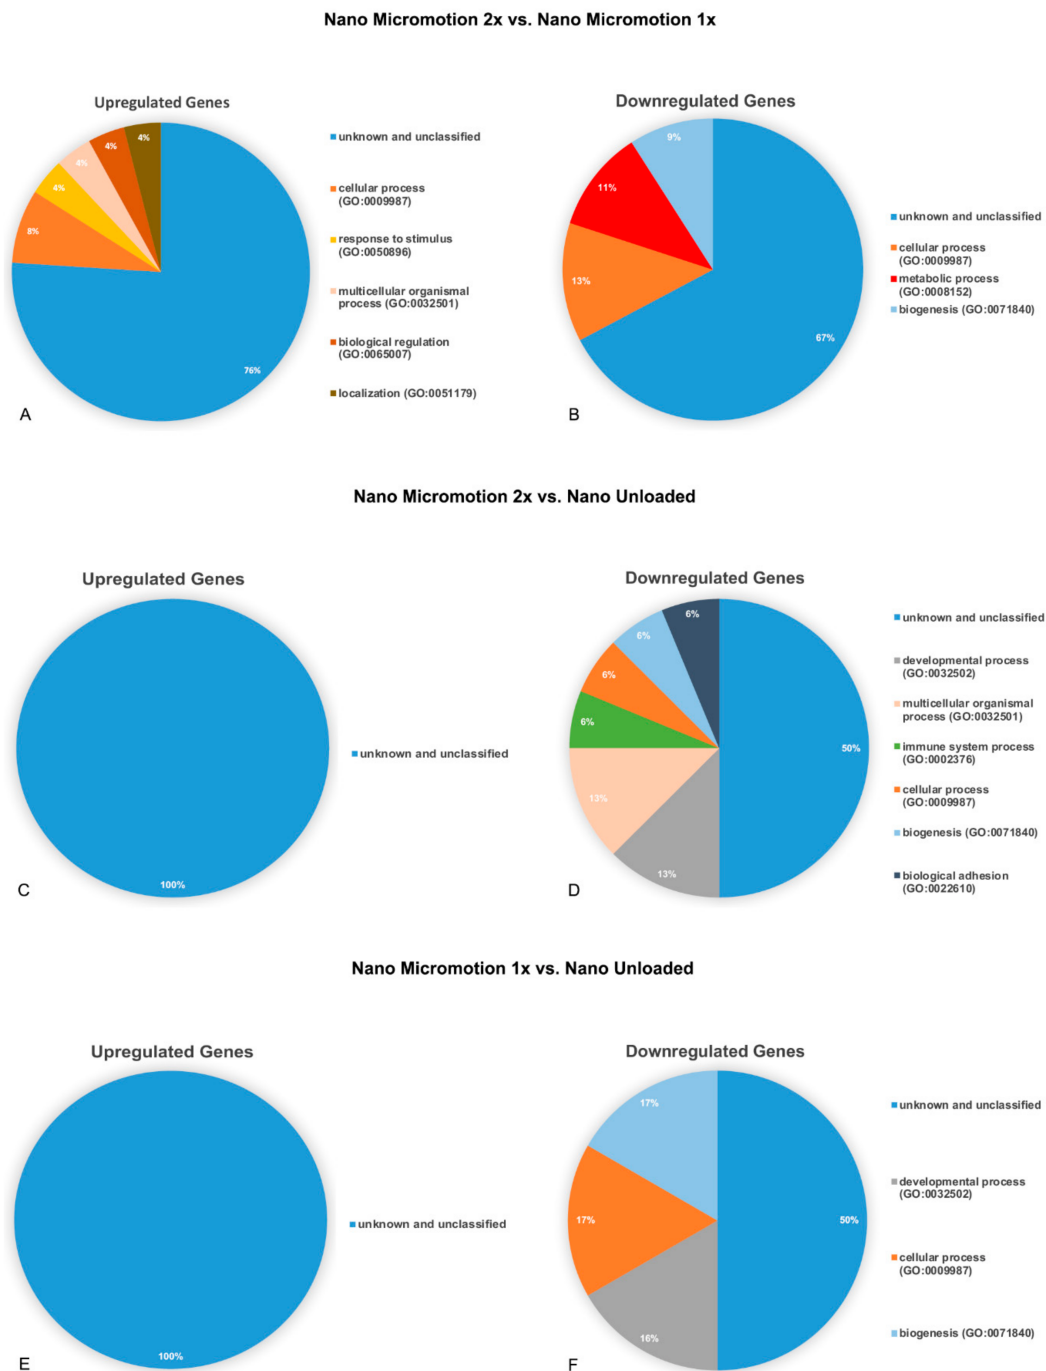 Nano Micromotion 2x vs. Nano Micromotion 1x
Upregulated Genes
4%
4%
4%
4%
8%
76%
unknown and unclassified
cellular process
(GO:0009987)
response to stimulus
(GO:0050896)
multicellular organismal
process (GO:0032501)
biological regulation
(GO:0065007)
localization (GO:0051179)
A
Downregulated Genes
9%
11%
13%
67%
unknown and unclassified
cellular process
(GO:0009987)
metabolic process
(GO:0008152)
biogenesis (GO:0071840)
B
Nano Micromotion 2x vs. Nano Unloaded
Upregulated Genes
100%
unknown and unclassified
C
Downregulated Genes
6%
6%
6%
6%
13%
13%
50%
unknown and unclassified
developmental process
(GO:0032502)
multicellular organismal
process (GO:0032501)
immune system process
(GO:0002376)
cellular process
(GO:0009987)
biogenesis (GO:0071840)
biological adhesion
(GO:0022610)
D
Nano Micromotion 1x vs. Nano Unloaded
Upregulated Genes
100%
unknown and unclassified
E
Downregulated Genes
17%
17%
16%
50%
unknown and unclassified
developmental process
(GO:0032502)
cellular process
(GO:0009987)
biogenesis (GO:0071840)
F